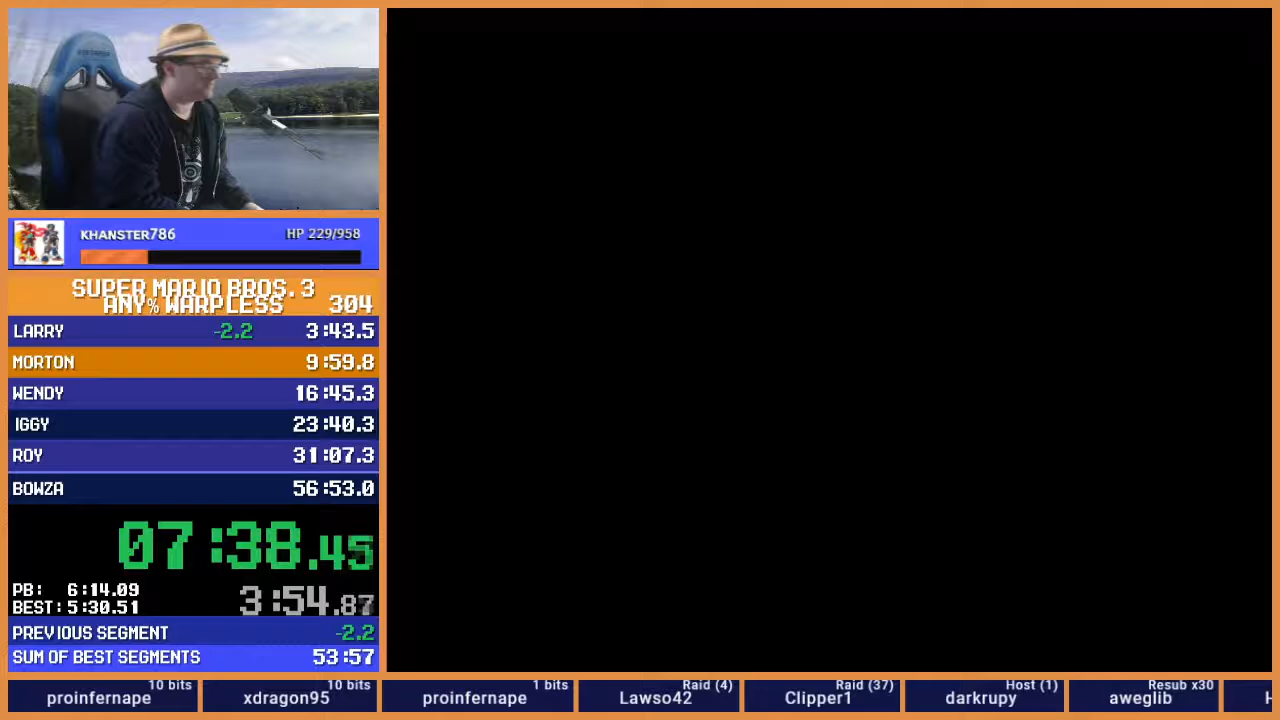 KHANSTER786 HP 229/958
SUPER MARIO BROS. 3
ANY% WARPLESS 304
LARRY -2.2 3:43.5
MORTON 9:59.8
WENDY 16:45.3
IGGY 23:40.3
ROY 31:07.3
BOWZA 56:53.0
07:38.45
PB: 6:14.09
BEST: 5:30.51 3:54.87
PREVIOUS SEGMENT -2.2
SUM OF BEST SEGMENTS 53:57
10 bits 10 bits 1 bits Raid (4) Raid (37) Host (1) Resub x30
proinfernape xdragon95 proinfernape Lawso42 Clipper1 darkrupy aweglib